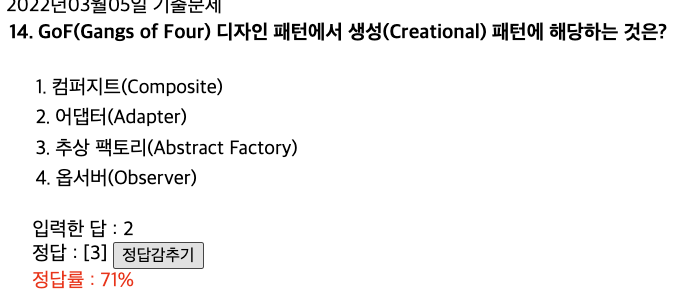 2022년03월05일 기출문제
14. GoF(Gangs of Four) 디자인 패턴에서 생성(Creational) 패턴에 해당하는 것은?
1. 컴퍼지트(Composite)
2. 어댑터(Adapter)
3. 추상 팩토리(Abstract Factory)
4. 옵서버(Observer)
입력한 답 : 2
정답 : [3] 정답감추기
정답률 : 71%